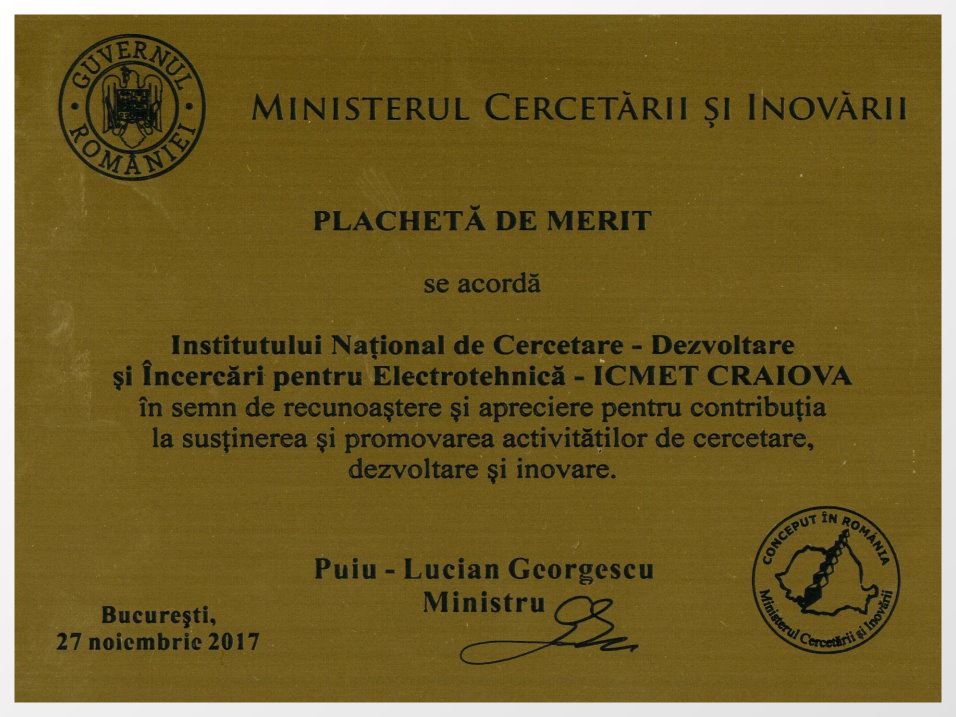 GUVERNUL ROMÂNIEI
MINISTERUL CERCETĂRII ŞI INOVĂRII
PLACHETĂ DE MERIT
se acordă
Institutului Naţional de Cercetare - Dezvoltare
şi Încercări pentru Electrotehnică - ICMET CRAIOVA
în semn de recunoaştere şi apreciere pentru contribuţia
la susţinerea şi promovarea activităţilor de cercetare,
dezvoltare şi inovare.
Puiu - Lucian Georgescu
Ministru
Bucureşti,
27 noiembrie 2017
CONCEPUT ÎN ROMÂNIA
Ministerul Cercetării şi Inovării